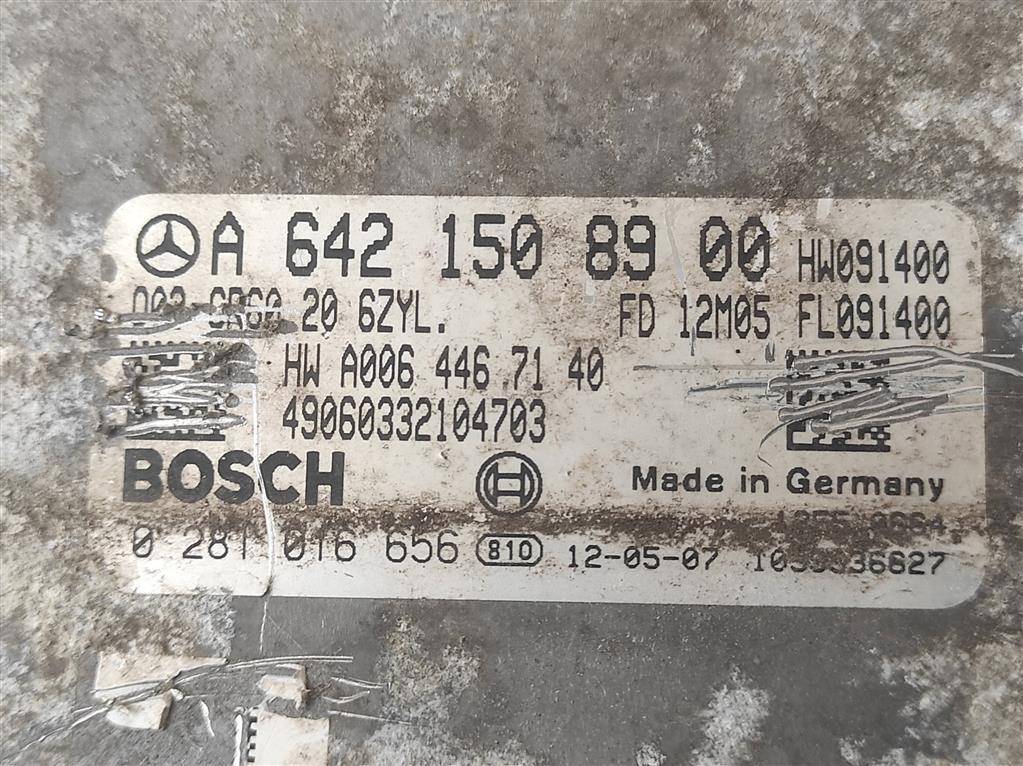 A 642 150 89 00 HW091400
CR60 20 6ZYL. FD 12M05 FL091400
HW A006 446 71 40
49060332104703
BOSCH Made in Germany
0 281 016 656 810 12-05-07